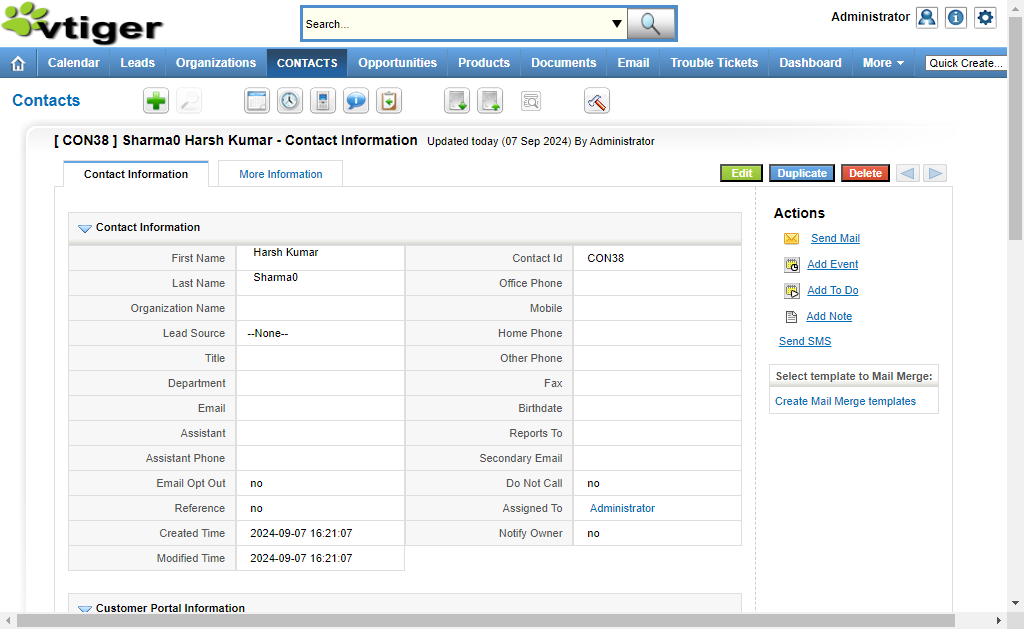 vtiger
Search...
Administrator
Calendar Leads Organizations CONTACTS Opportunities Products Documents Email Trouble Tickets Dashboard More Quick Create...
Contacts
[ CON38 ] Sharma0 Harsh Kumar - Contact Information Updated today (07 Sep 2024) By Administrator
Contact Information More Information Edit Duplicate Delete
Contact Information
First Name Harsh Kumar Contact Id CON38
Last Name Sharma0 Office Phone
Organization Name Mobile
Lead Source --None-- Home Phone
Title Other Phone
Department Fax
Email Birthdate
Assistant Reports To
Assistant Phone Secondary Email
Email Opt Out no Do Not Call no
Reference no Assigned To Administrator
Created Time 2024-09-07 16:21:07 Notify Owner no
Modified Time 2024-09-07 16:21:07
Customer Portal Information
Actions
Send Mail
Add Event
Add To Do
Add Note
Send SMS
Select template to Mail Merge:
Create Mail Merge templates